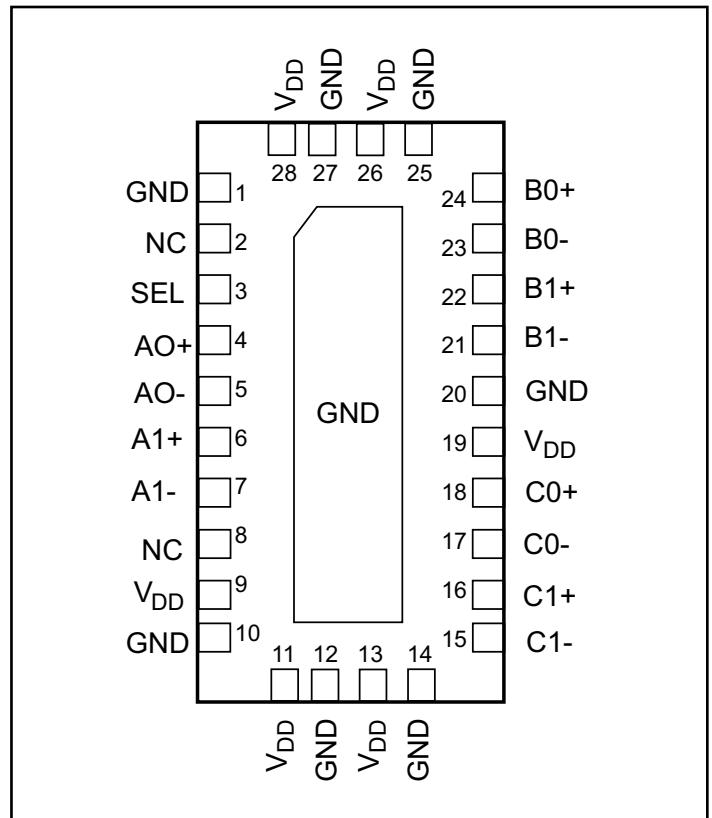 VDD GND VDD GND
28 27 26 25
GND 1
NC 2
SEL 3
AO+ 4
AO- 5
A1+ 6
A1- 7
NC 8
VDD 9
GND 10
GND
24 B0+
23 B0-
22 B1+
21 B1-
20 GND
19 VDD
18 C0+
17 C0-
16 C1+
15 C1-
11 12 13 14
VDD GND VDD GND